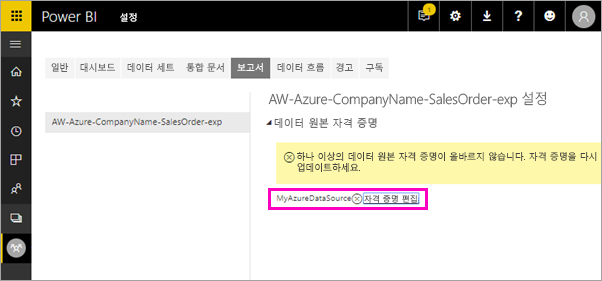 Power BI 설정
1
일반 대시보드 데이터 세트 통합 문서 보고서 데이터 흐름 경고 구독
AW-Azure-CompanyName-SalesOrder-exp
AW-Azure-CompanyName-SalesOrder-exp 설정
데이터 원본 자격 증명
하나 이상의 데이터 원본 자격 증명이 올바르지 않습니다. 자격 증명을 다시
업데이트하세요.
MyAzureDataSource 자격 증명 편집